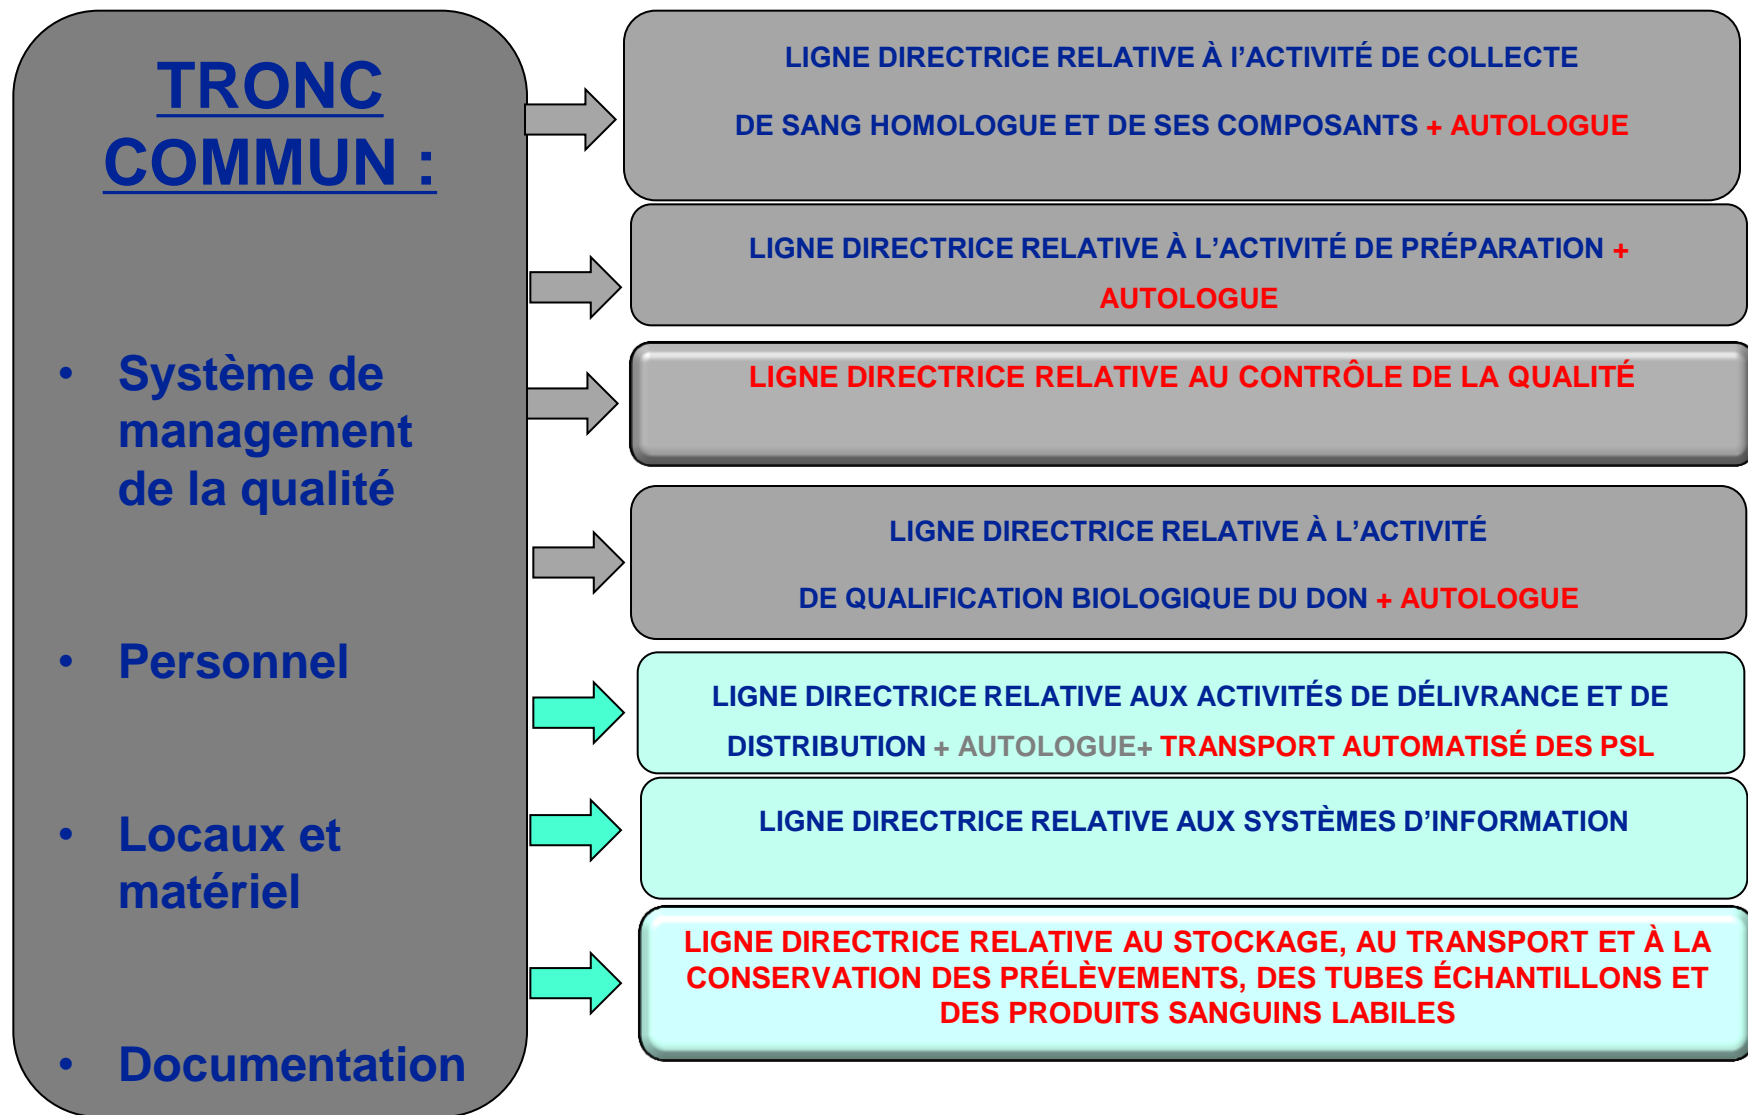 TRONC
COMMUN :
• Système de
management
de la qualité
• Personnel
• Locaux et
matériel
• Documentation
LIGNE DIRECTRICE RELATIVE À l'ACTIVITÉ DE COLLECTE
DE SANG HOMOLOGUE ET DE SES COMPOSANTS + AUTOLOGUE
LIGNE DIRECTRICE RELATIVE À L'ACTIVITÉ DE PRÉPARATION +
AUTOLOGUE
LIGNE DIRECTRICE RELATIVE AU CONTRÔLE DE LA QUALITÉ
LIGNE DIRECTRICE RELATIVE À L'ACTIVITÉ
DE QUALIFICATION BIOLOGIQUE DU DON + AUTOLOGUE
LIGNE DIRECTRICE RELATIVE AUX ACTIVITÉS DE DÉLIVRANCE ET DE
DISTRIBUTION + AUTOLOGUE+ TRANSPORT AUTOMATISÉ DES PSL
LIGNE DIRECTRICE RELATIVE AUX SYSTÈMES D'INFORMATION
LIGNE DIRECTRICE RELATIVE AU STOCKAGE, AU TRANSPORT ET À LA
CONSERVATION DES PRÉLÈVEMENTS, DES TUBES ÉCHANTILLONS ET
DES PRODUITS SANGUINS LABILES